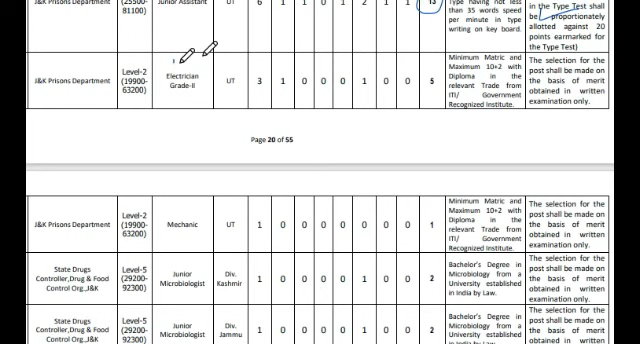 (25500- Junior Assistant UT 6 1 1 0 1 2 1 1 13 Type having not less in the Type Test shall
81100) than 35 words speed be proportionately
per minute in type allotted against 20
writing on key board. points earmarked for
the Type Test)
J&K Prisons Department Level-2 (19900-63200) Electrician Grade-II UT 3 1 0 0 0 1 0 0 5
Minimum Matric and
Maximum 10+2 with
Diploma in the
relevant Trade from
ITI/ Government
Recognized Institute.
The selection for the
post shall be made on
the basis of merit
obtained in written
examination only.
Page 20 of 55
J&K Prisons Department Level-2 (19900-63200) Mechanic UT 1 0 0 0 0 0 0 0 1
Minimum Matric and
Maximum 10+2 with
Diploma in the
relevant Trade from
ITI/ Government
Recognized Institute.
The selection for the
post shall be made on
the basis of merit
obtained in written
examination only.
State Drugs
Controller,Drug & Food
Control Org.,J&K
Level-5
(29200-
92300)
Junior
Microbiologist
Div.
Kashmir
1 0 0 0 0 1 0 0 2
Bachelor's Degree in
Microbiology from a
University established
in India by Law.
The selection for the
post shall be made on
the basis of merit
obtained in written
examination only.
State Drugs
Controller,Drug & Food
Control Org.,J&K
Level-5
(29200-
92300)
Junior
Microbiologist
Div.
Jammu
1 0 0 0 0 1 0 0 2
Bachelor's Degree in
Microbiology from a
University established
in India by Law.
The selection for the
post shall be made on
the basis of merit
obtained in written